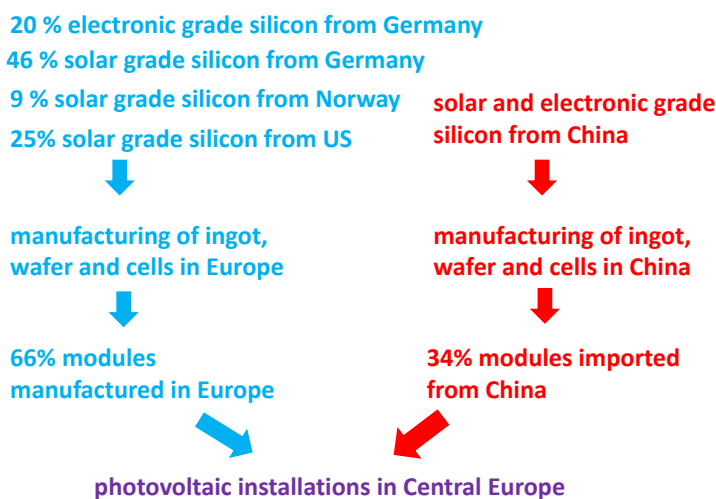 20 % electronic grade silicon from Germany
46 % solar grade silicon from Germany
9 % solar grade silicon from Norway
25% solar grade silicon from US
solar and electronic grade
silicon from China
manufacturing of ingot,
wafer and cells in Europe
manufacturing of ingot,
wafer and cells in China
66% modules
manufactured in Europe
34% modules imported
from China
photovoltaic installations in Central Europe